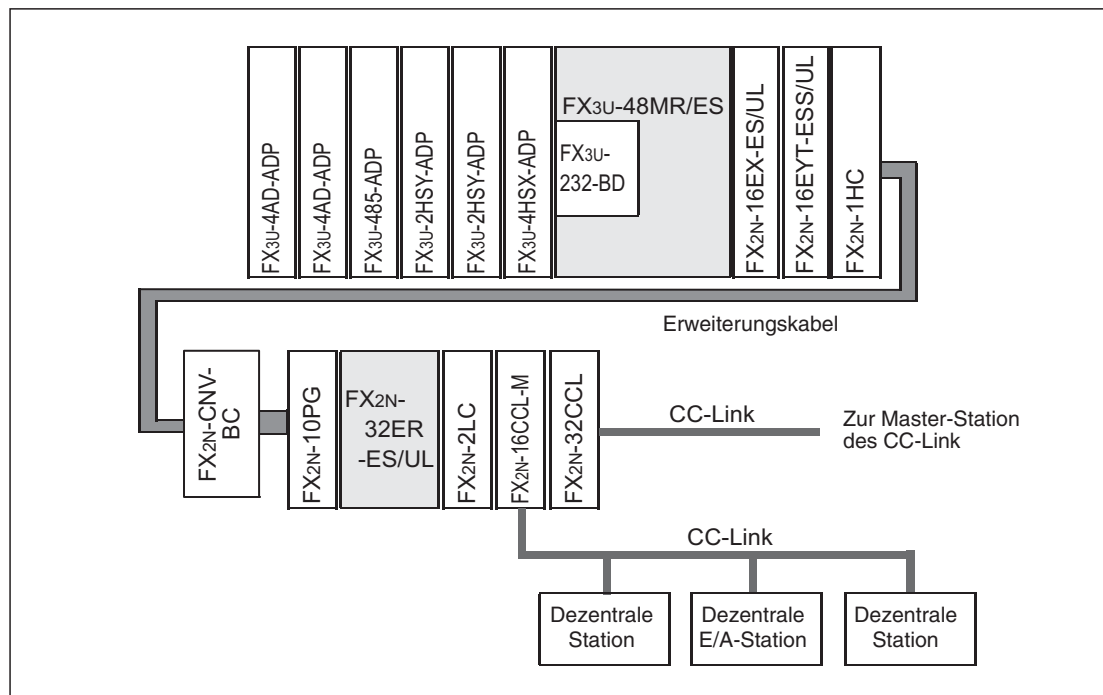 FX3U-4AD-ADP
FX3U-4AD-ADP
FX3U-485-ADP
FX3U-2HSY-ADP
FX3U-2HSY-ADP
FX3U-4HSX-ADP
FX3U-48MR/ES
FX3U-
232-BD
FX2N-16EX-ES/UL
FX2N-16EYT-ESS/UL
FX2N-1HC
Erweiterungskabel
FX2N-CNV-
BC
FX2N-10PG
FX2N-
32ER
-ES/UL
FX2N-2LC
FX2N-16CCL-M
FX2N-32CCL
CC-Link
Zur Master-Station
des CC-Link
CC-Link
Dezentrale
Station
Dezentrale
E/A-Station
Dezentrale
Station